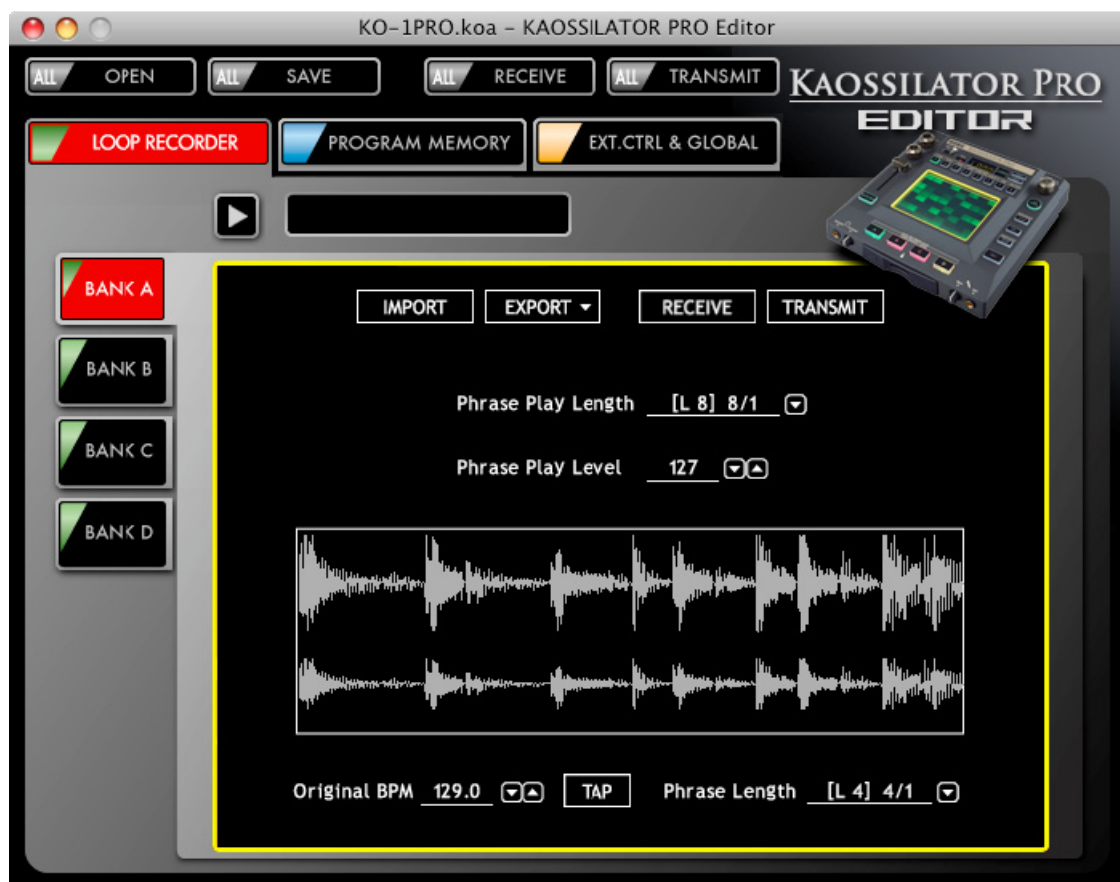 KO-1PRO.koa – KAOSSILATOR PRO Editor
ALL OPEN ALL SAVE ALL RECEIVE ALL TRANSMIT
KAOSSILATOR PRO
EDITOR
LOOP RECORDER PROGRAM MEMORY EXT.CTRL & GLOBAL
BANK A
BANK B
BANK C
BANK D
IMPORT EXPORT RECEIVE TRANSMIT
Phrase Play Length [L 8] 8/1
Phrase Play Level 127
Original BPM 129.0 TAP Phrase Length [L 4] 4/1